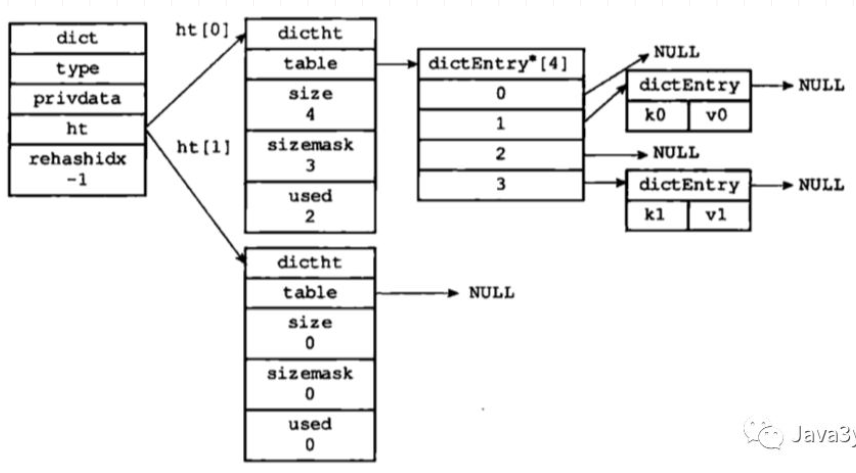 dict
type
privdata
ht
rehashidx
-1
ht[0]
ht[1]
dictht
table
size
4
sizemask
3
used
2
dictEntry*[4]
0
1
2
3
NULL
dictEntry
k0 v0
NULL
NULL
dictEntry
k1 v1
NULL
dictht
table
size
0
sizemask
0
used
0
NULL
Java3y